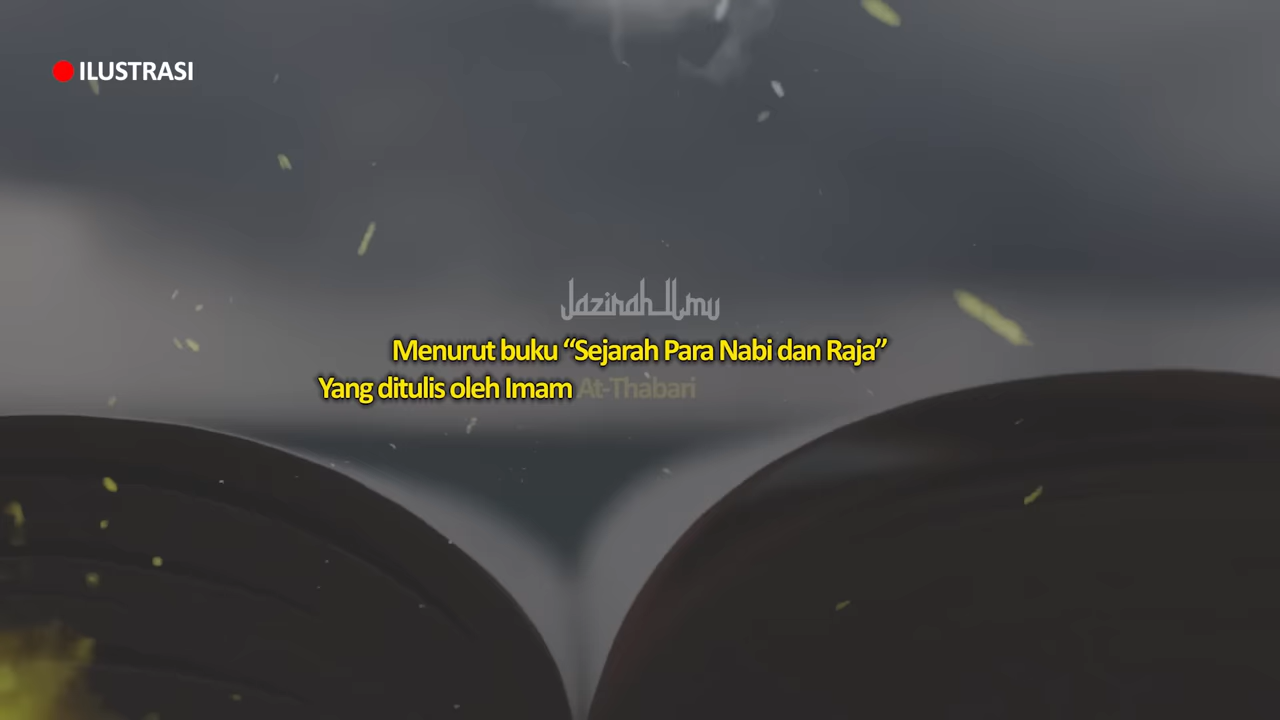 ILUSTRASI
Jazirah Ilmu
Menurut buku “Sejarah Para Nabi dan Raja”
Yang ditulis oleh Imam At-Thabari